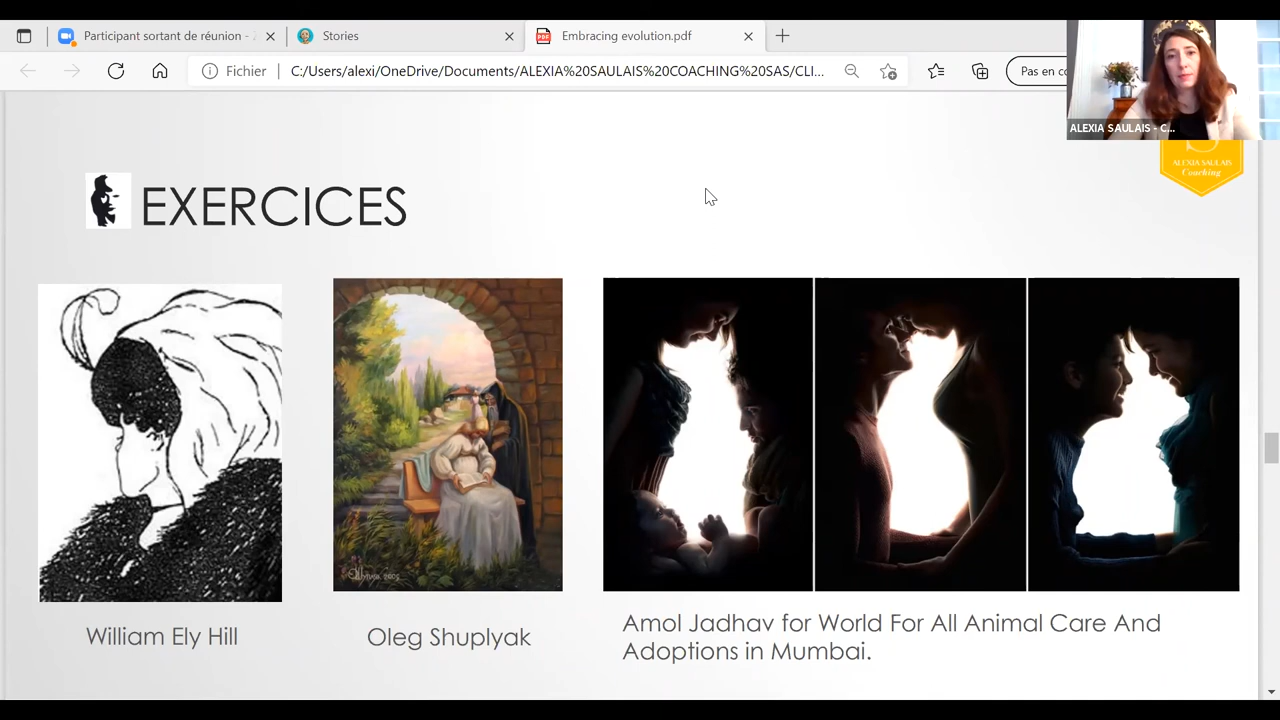 Participant sortant de réunion -
Stories
Embracing evolution.pdf
Fichier
C:/Users/alexi/OneDrive/Documents/ALEXIA%20SAULAIS%20COACHING%20SAS/CLI...
Pas en co
ALEXIA SAULAIS - C...
ALEXIA SAULAIS
Coaching
EXERCICES
William Ely Hill
Oleg Shuplyak
Amol Jadhav for World For All Animal Care And
Adoptions in Mumbai.